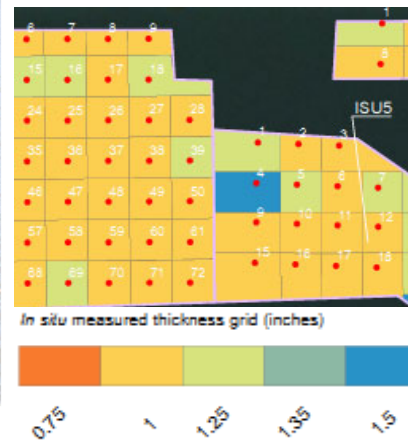 1
6 7 8 9
8
15 16 17 18
ISU5
24 25 26 27 28
1 2 3
35 36 37 38 39
4 5 6 7
46 47 48 49 50
9 10 11 12
57 58 59 60 61
15 16 17 18
68 69 70 71 72
In situ measured thickness grid (inches)
0.75 1 1.25 1.35 1.5